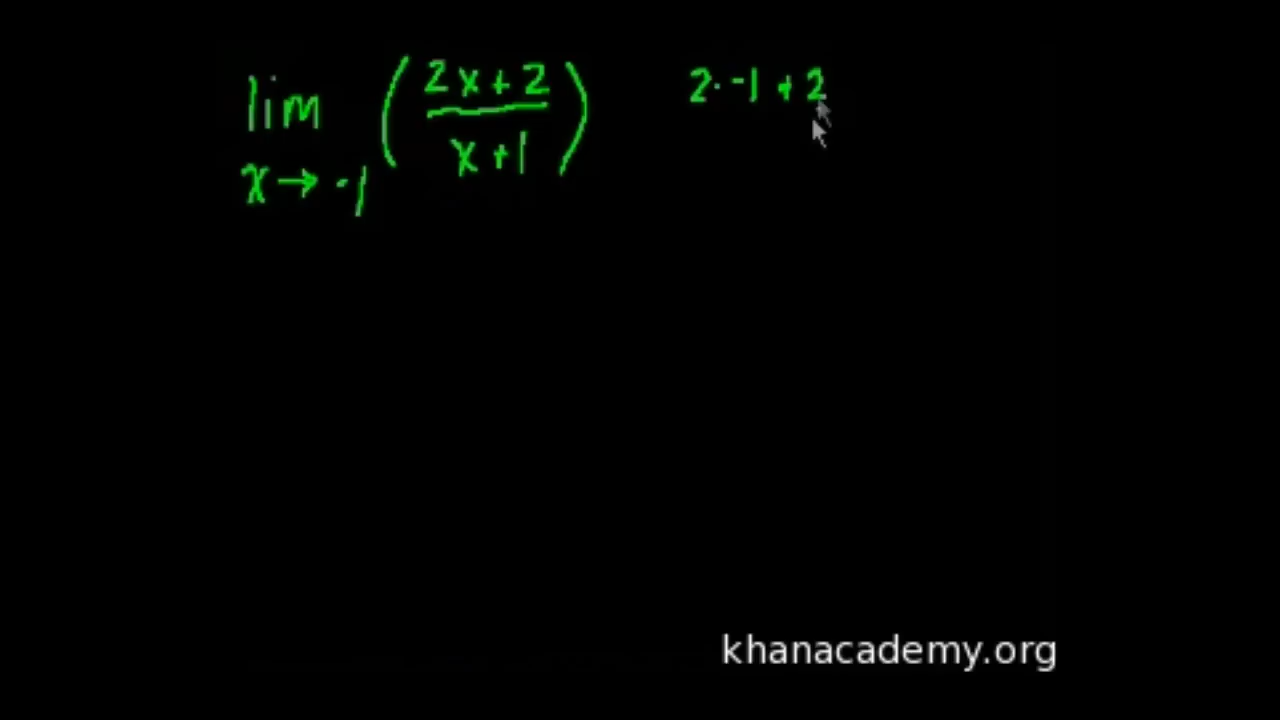 lim (2x+2 / x+1)
x→-1
2·-1+2
khanacademy.org